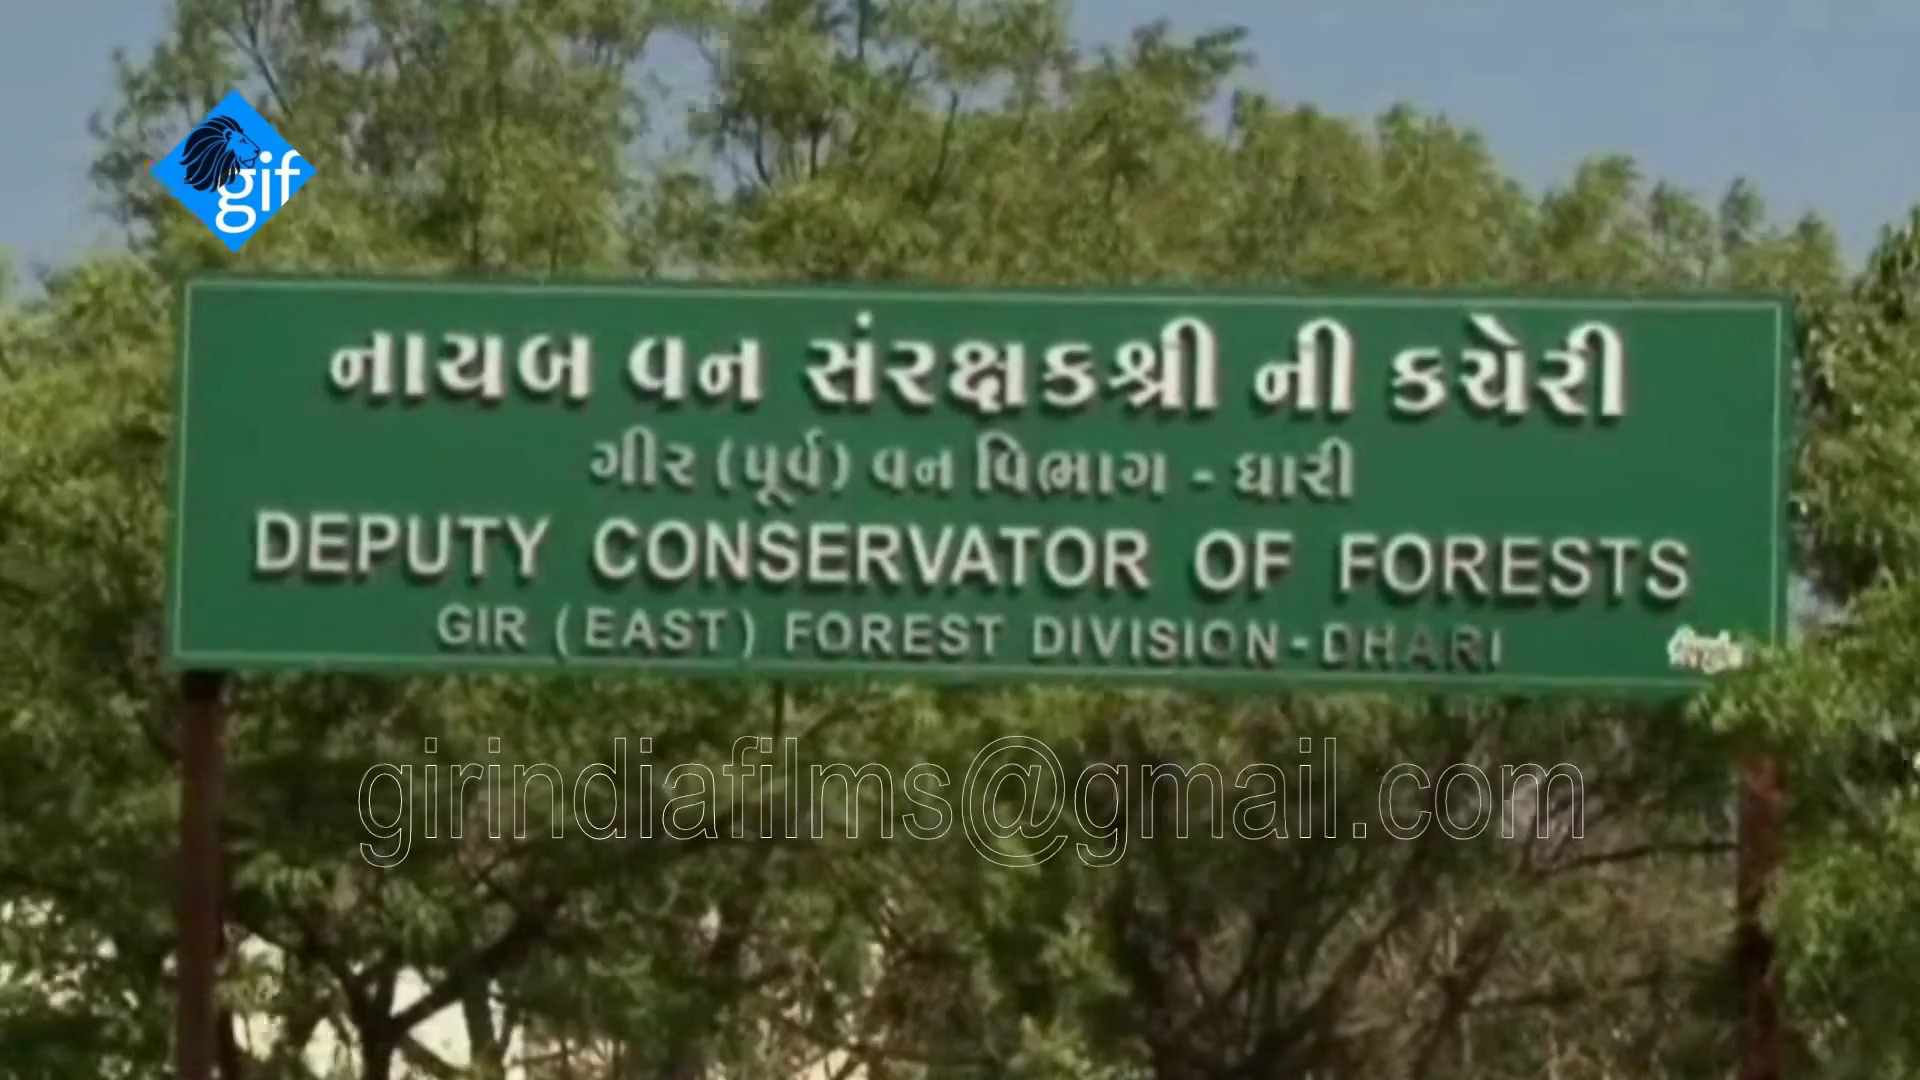 gif
નાયબ વન સંરક્ષકશ્રી ની કચેરી
ગીર (પૂર્વ) વન વિભાગ - ધારી
DEPUTY CONSERVATOR OF FORESTS
GIR (EAST) FOREST DIVISION-DHARI
girindiafilms@gmail.com